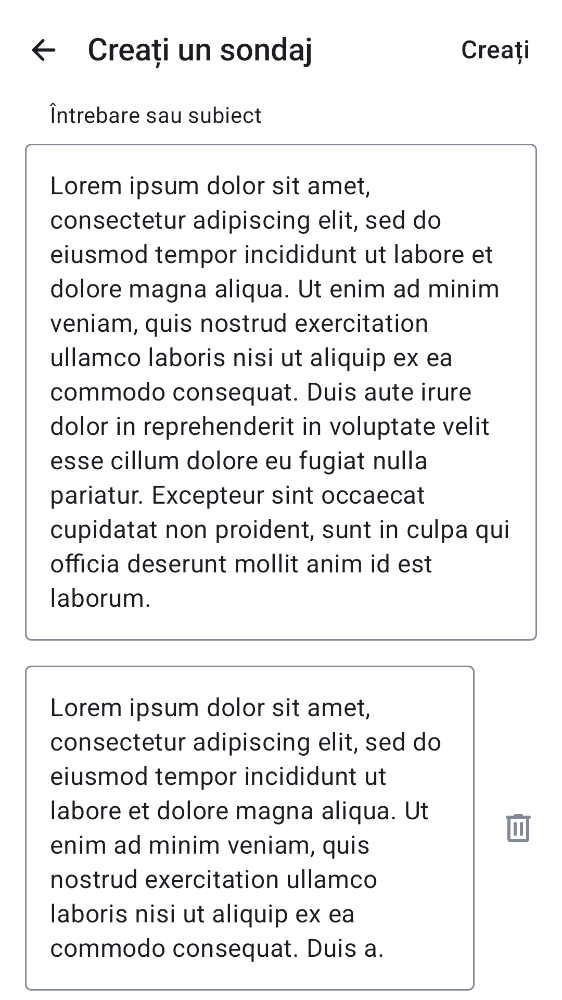 Creați un sondaj
Creați
Întrebare sau subiect
Lorem ipsum dolor sit amet,
consectetur adipiscing elit, sed do
eiusmod tempor incididunt ut labore et
dolore magna aliqua. Ut enim ad minim
veniam, quis nostrud exercitation
ullamco laboris nisi ut aliquip ex ea
commodo consequat. Duis aute irure
dolor in reprehenderit in voluptate velit
esse cillum dolore eu fugiat nulla
pariatur. Excepteur sint occaecat
cupidatat non proident, sunt in culpa qui
officia deserunt mollit anim id est
laborum.
Lorem ipsum dolor sit amet,
consectetur adipiscing elit, sed do
eiusmod tempor incididunt ut
labore et dolore magna aliqua. Ut
enim ad minim veniam, quis
nostrud exercitation ullamco
laboris nisi ut aliquip ex ea
commodo consequat. Duis a.